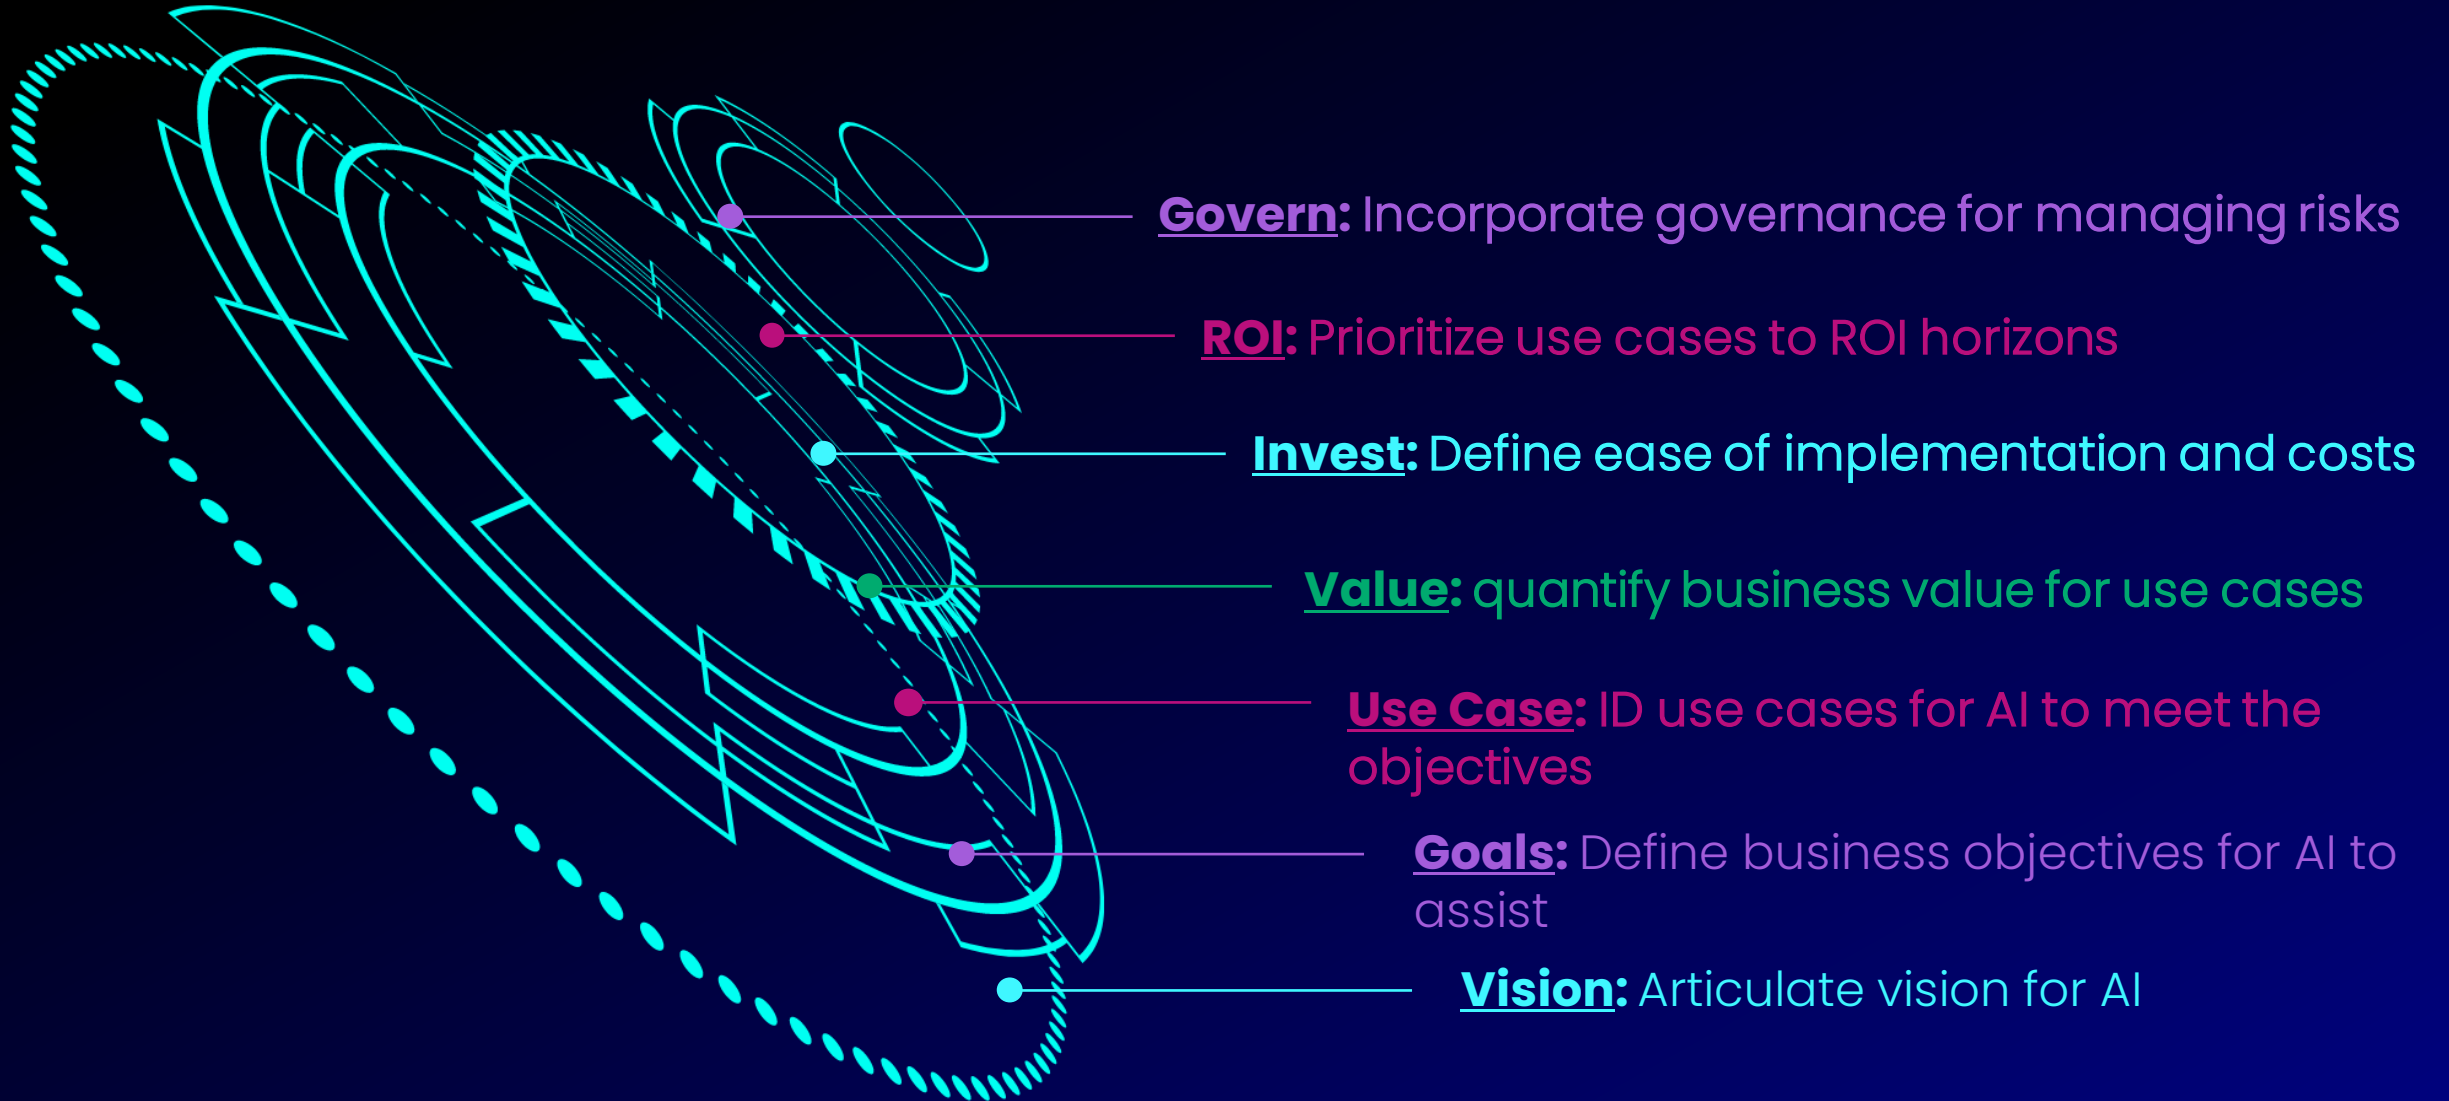 Govern: Incorporate governance for managing risks
ROI: Prioritize use cases to ROI horizons
Invest: Define ease of implementation and costs
Value: quantify business value for use cases
Use Case: ID use cases for AI to meet the
objectives
Goals: Define business objectives for AI to
assist
Vision: Articulate vision for AI